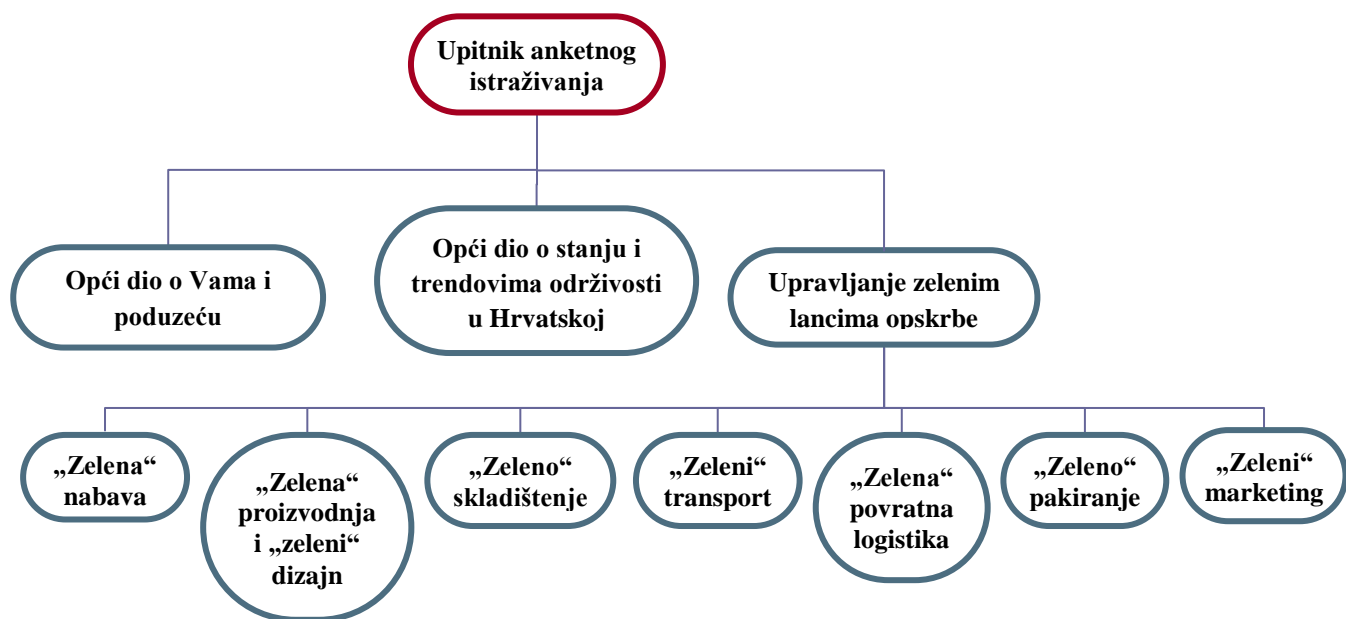 Upitnik anketnog
istraživanja
Opći dio o Vama i
poduzeću
Opći dio o stanju i
trendovima održivosti
u Hrvatskoj
Upravljanje zelenim
lancima opskrbe
„Zelena“
nabava
„Zelena“
proizvodnja
i „zeleni“
dizajn
„Zeleno“
skladištenje
„Zeleni“
transport
„Zelena“
povratna
logistika
„Zeleno“
pakiranje
„Zeleni“
marketing